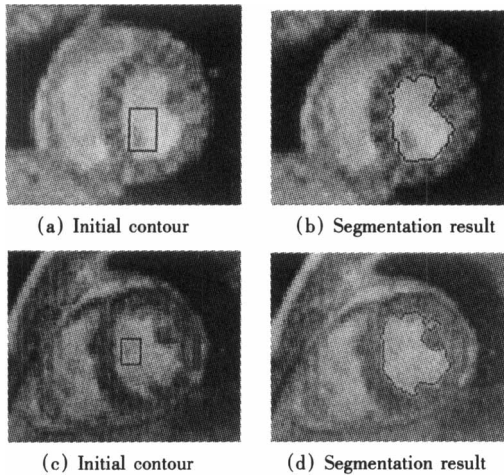 (a) Initial contour
(b) Segmentation result
(c) Initial contour
(d) Segmentation result